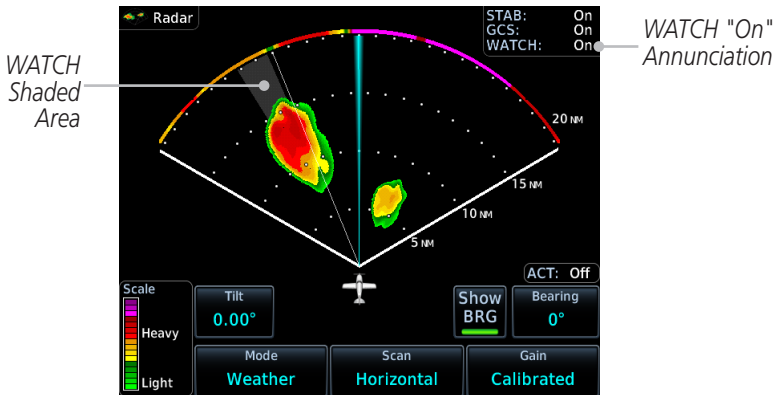 Radar
STAB: On
GCS: On
WATCH: On
WATCH "On"
Annunciation
WATCH
Shaded
Area
20 NM
15 NM
10 NM
5 NM
ACT: Off
Scale
Heavy
Light
Tilt
0.00°
Show
BRG
Bearing
0°
Mode
Weather
Scan
Horizontal
Gain
Calibrated